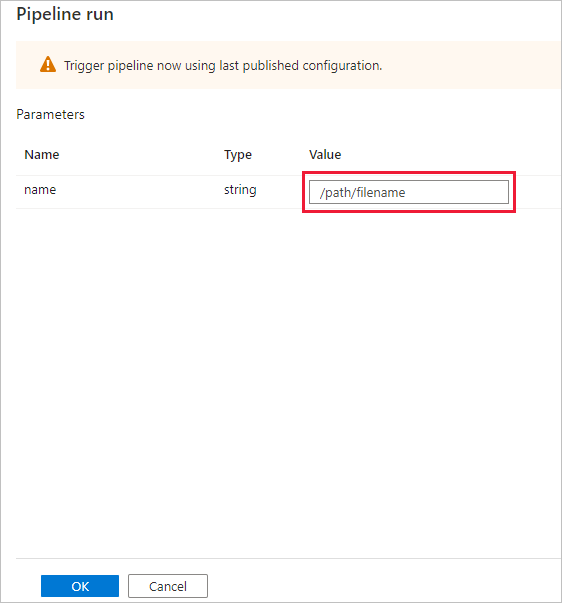 Pipeline run
Trigger pipeline now using last published configuration.
Parameters
Name Type Value
name string /path/filename
OK Cancel